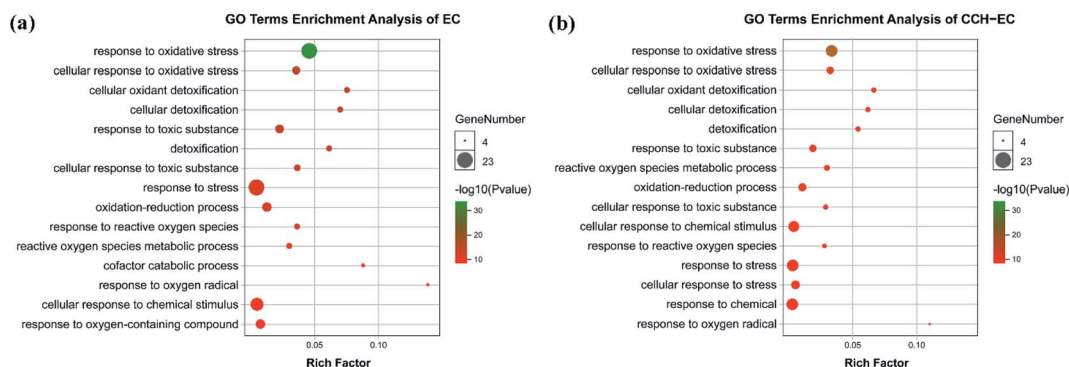 (a)
GO Terms Enrichment Analysis of EC
response to oxidative stress
cellular response to oxidative stress
cellular oxidant detoxification
cellular detoxification
response to toxic substance
detoxification
cellular response to toxic substance
response to stress
oxidation-reduction process
response to reactive oxygen species
reactive oxygen species metabolic process
cofactor catabolic process
response to oxygen radical
cellular response to chemical stimulus
response to oxygen-containing compound
0.05
0.10
Rich Factor
GeneNumber
4
23
-log10(Pvalue)
30
20
10
(b)
GO Terms Enrichment Analysis of CCH-EC
response to oxidative stress
cellular response to oxidative stress
cellular oxidant detoxification
cellular detoxification
detoxification
response to toxic substance
reactive oxygen species metabolic process
oxidation-reduction process
cellular response to toxic substance
cellular response to chemical stimulus
response to reactive oxygen species
response to stress
cellular response to stress
response to chemical
response to oxygen radical
0.05
0.10
Rich Factor
GeneNumber
4
23
-log10(Pvalue)
30
20
10